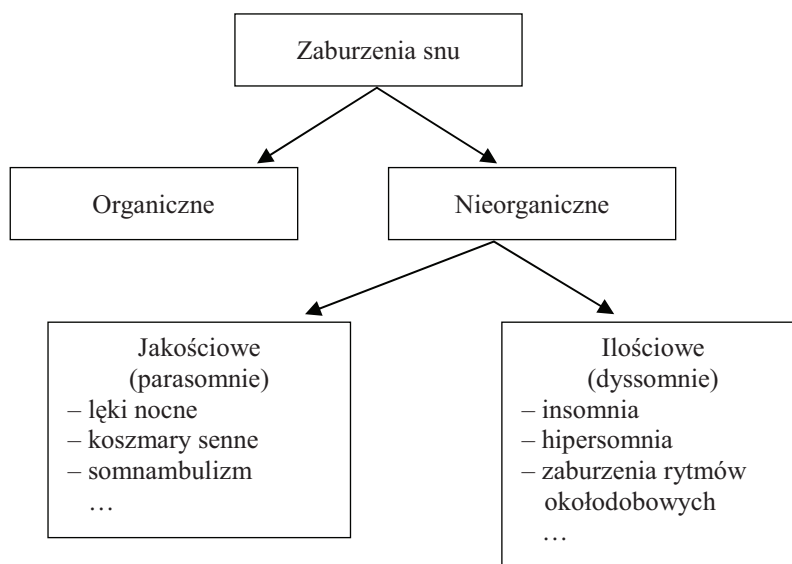 Zaburzenia snu
Organiczne
Nieorganiczne
Jakościowe
(parasomnie)
– lęki nocne
– koszmary senne
– somnambulizm
…
Ilościowe
(dyssomnie)
– insomnia
– hipersomnia
– zaburzenia rytmów
okołodobowych
…